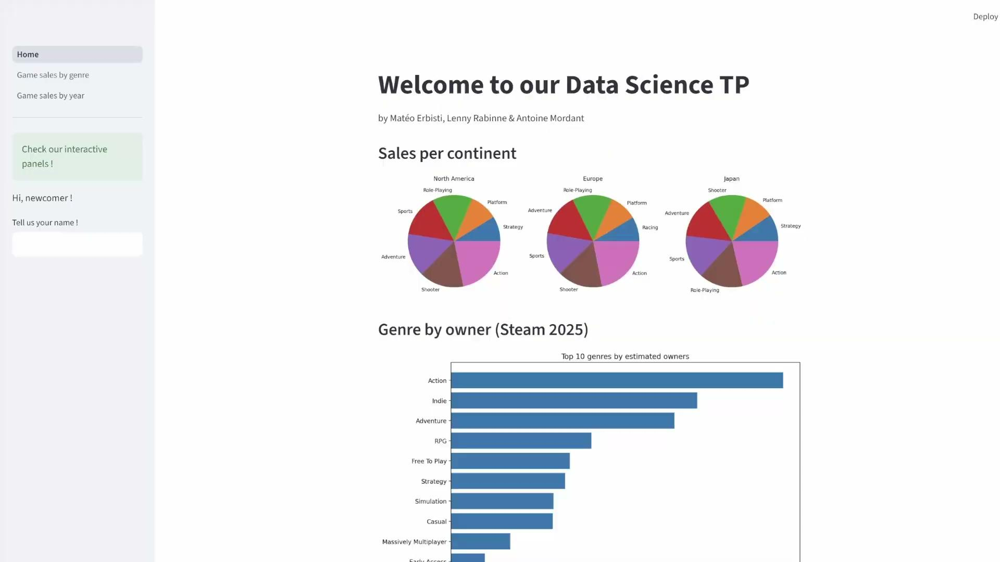 Deploy
Home
Game sales by genre
Game sales by year
Check our interactive
panels !
Hi, newcomer !
Tell us your name !
Welcome to our Data Science TP
by Matéo Erbisti, Lenny Rabinne & Antoine Mordant
Sales per continent
North America
Role-Playing
Platform
Sports
Strategy
Adventure
Action
Shooter
Europe
Role-Playing
Platform
Adventure
Racing
Sports
Action
Shooter
Japan
Shooter
Platform
Adventure
Strategy
Sports
Action
Role-Playing
Genre by owner (Steam 2025)
Top 10 genres by estimated owners
Action
Indie
Adventure
RPG
Free To Play
Strategy
Simulation
Casual
Massively Multiplayer
Early Access